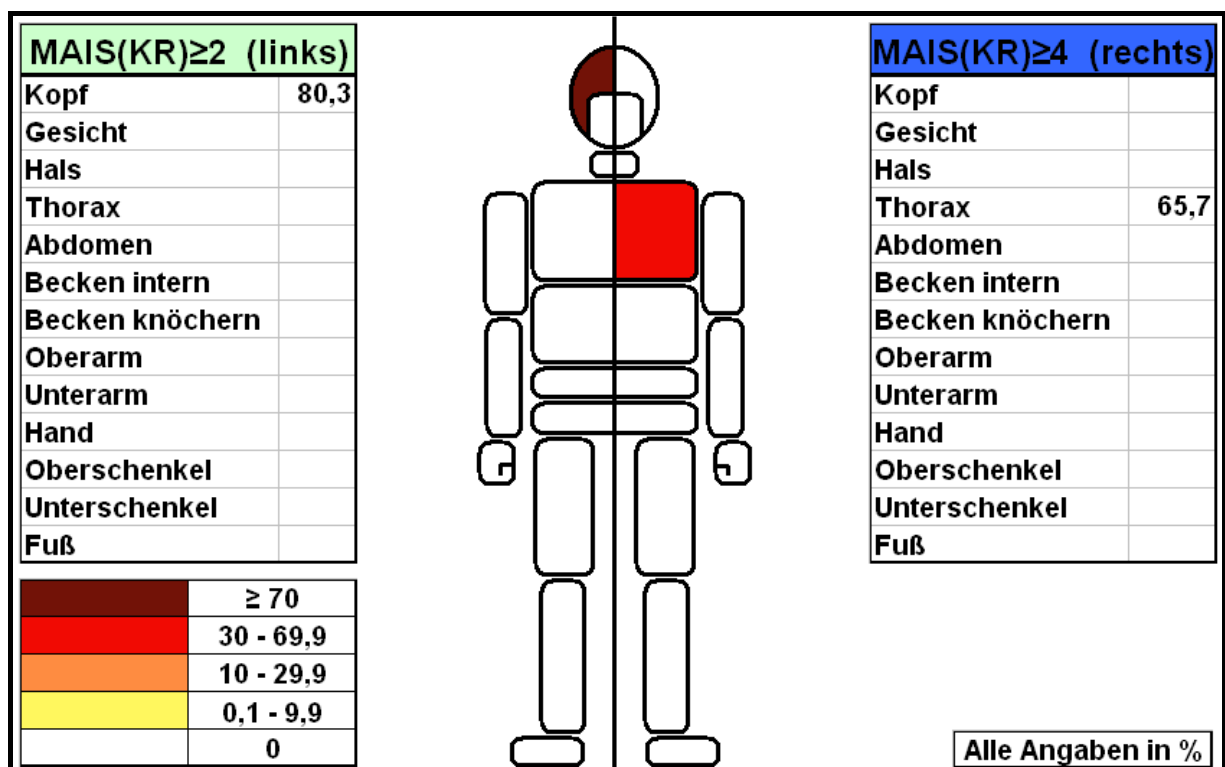 MAIS(KR)≥2 (links)
Kopf 80,3
Gesicht
Hals
Thorax
Abdomen
Becken intern
Becken knöchern
Oberarm
Unterarm
Hand
Oberschenkel
Unterschenkel
Fuß
≥ 70
30 - 69,9
10 - 29,9
0,1 - 9,9
0
MAIS(KR)≥4 (rechts)
Kopf
Gesicht
Hals
Thorax 65,7
Abdomen
Becken intern
Becken knöchern
Oberarm
Unterarm
Hand
Oberschenkel
Unterschenkel
Fuß
Alle Angaben in %